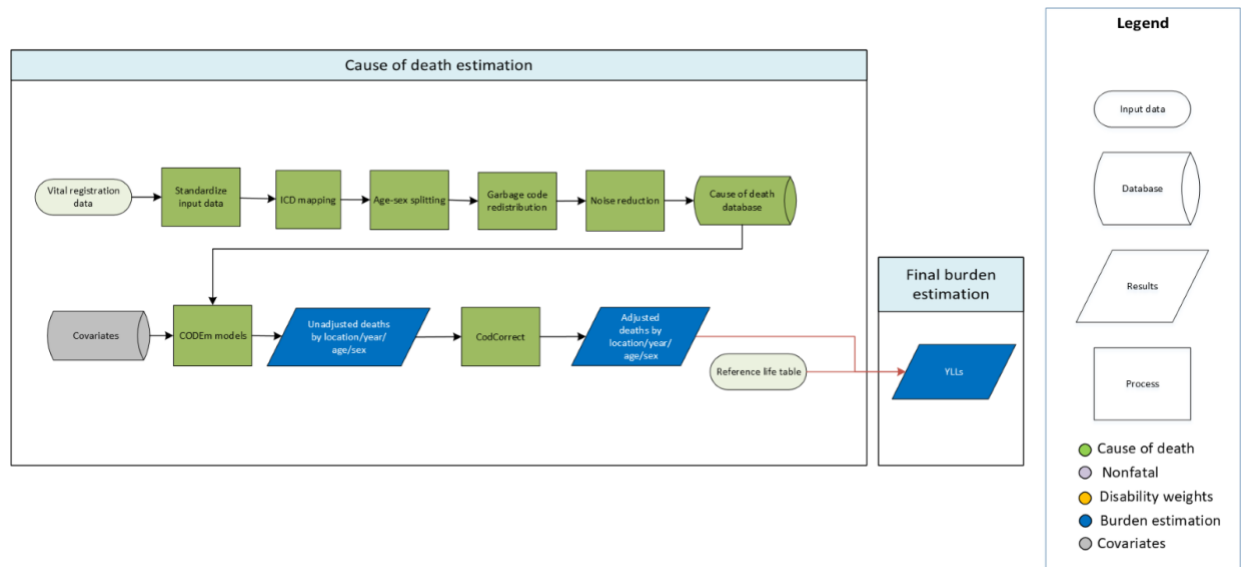 Cause of death estimation
Vital registration
data
Standardize
input data
ICD mapping
Age-sex splitting
Garbage code
redistribution
Noise reduction
Cause of death
database
Covariates
CODEm models
Unadjusted deaths
by location/year/
age/sex
CodCorrect
Adjusted
deaths by
location/year/
age/sex
Reference life table
Final burden
estimation
YLLs
Legend
Input data
Database
Results
Process
Cause of death
Nonfatal
Disability weights
Burden estimation
Covariates